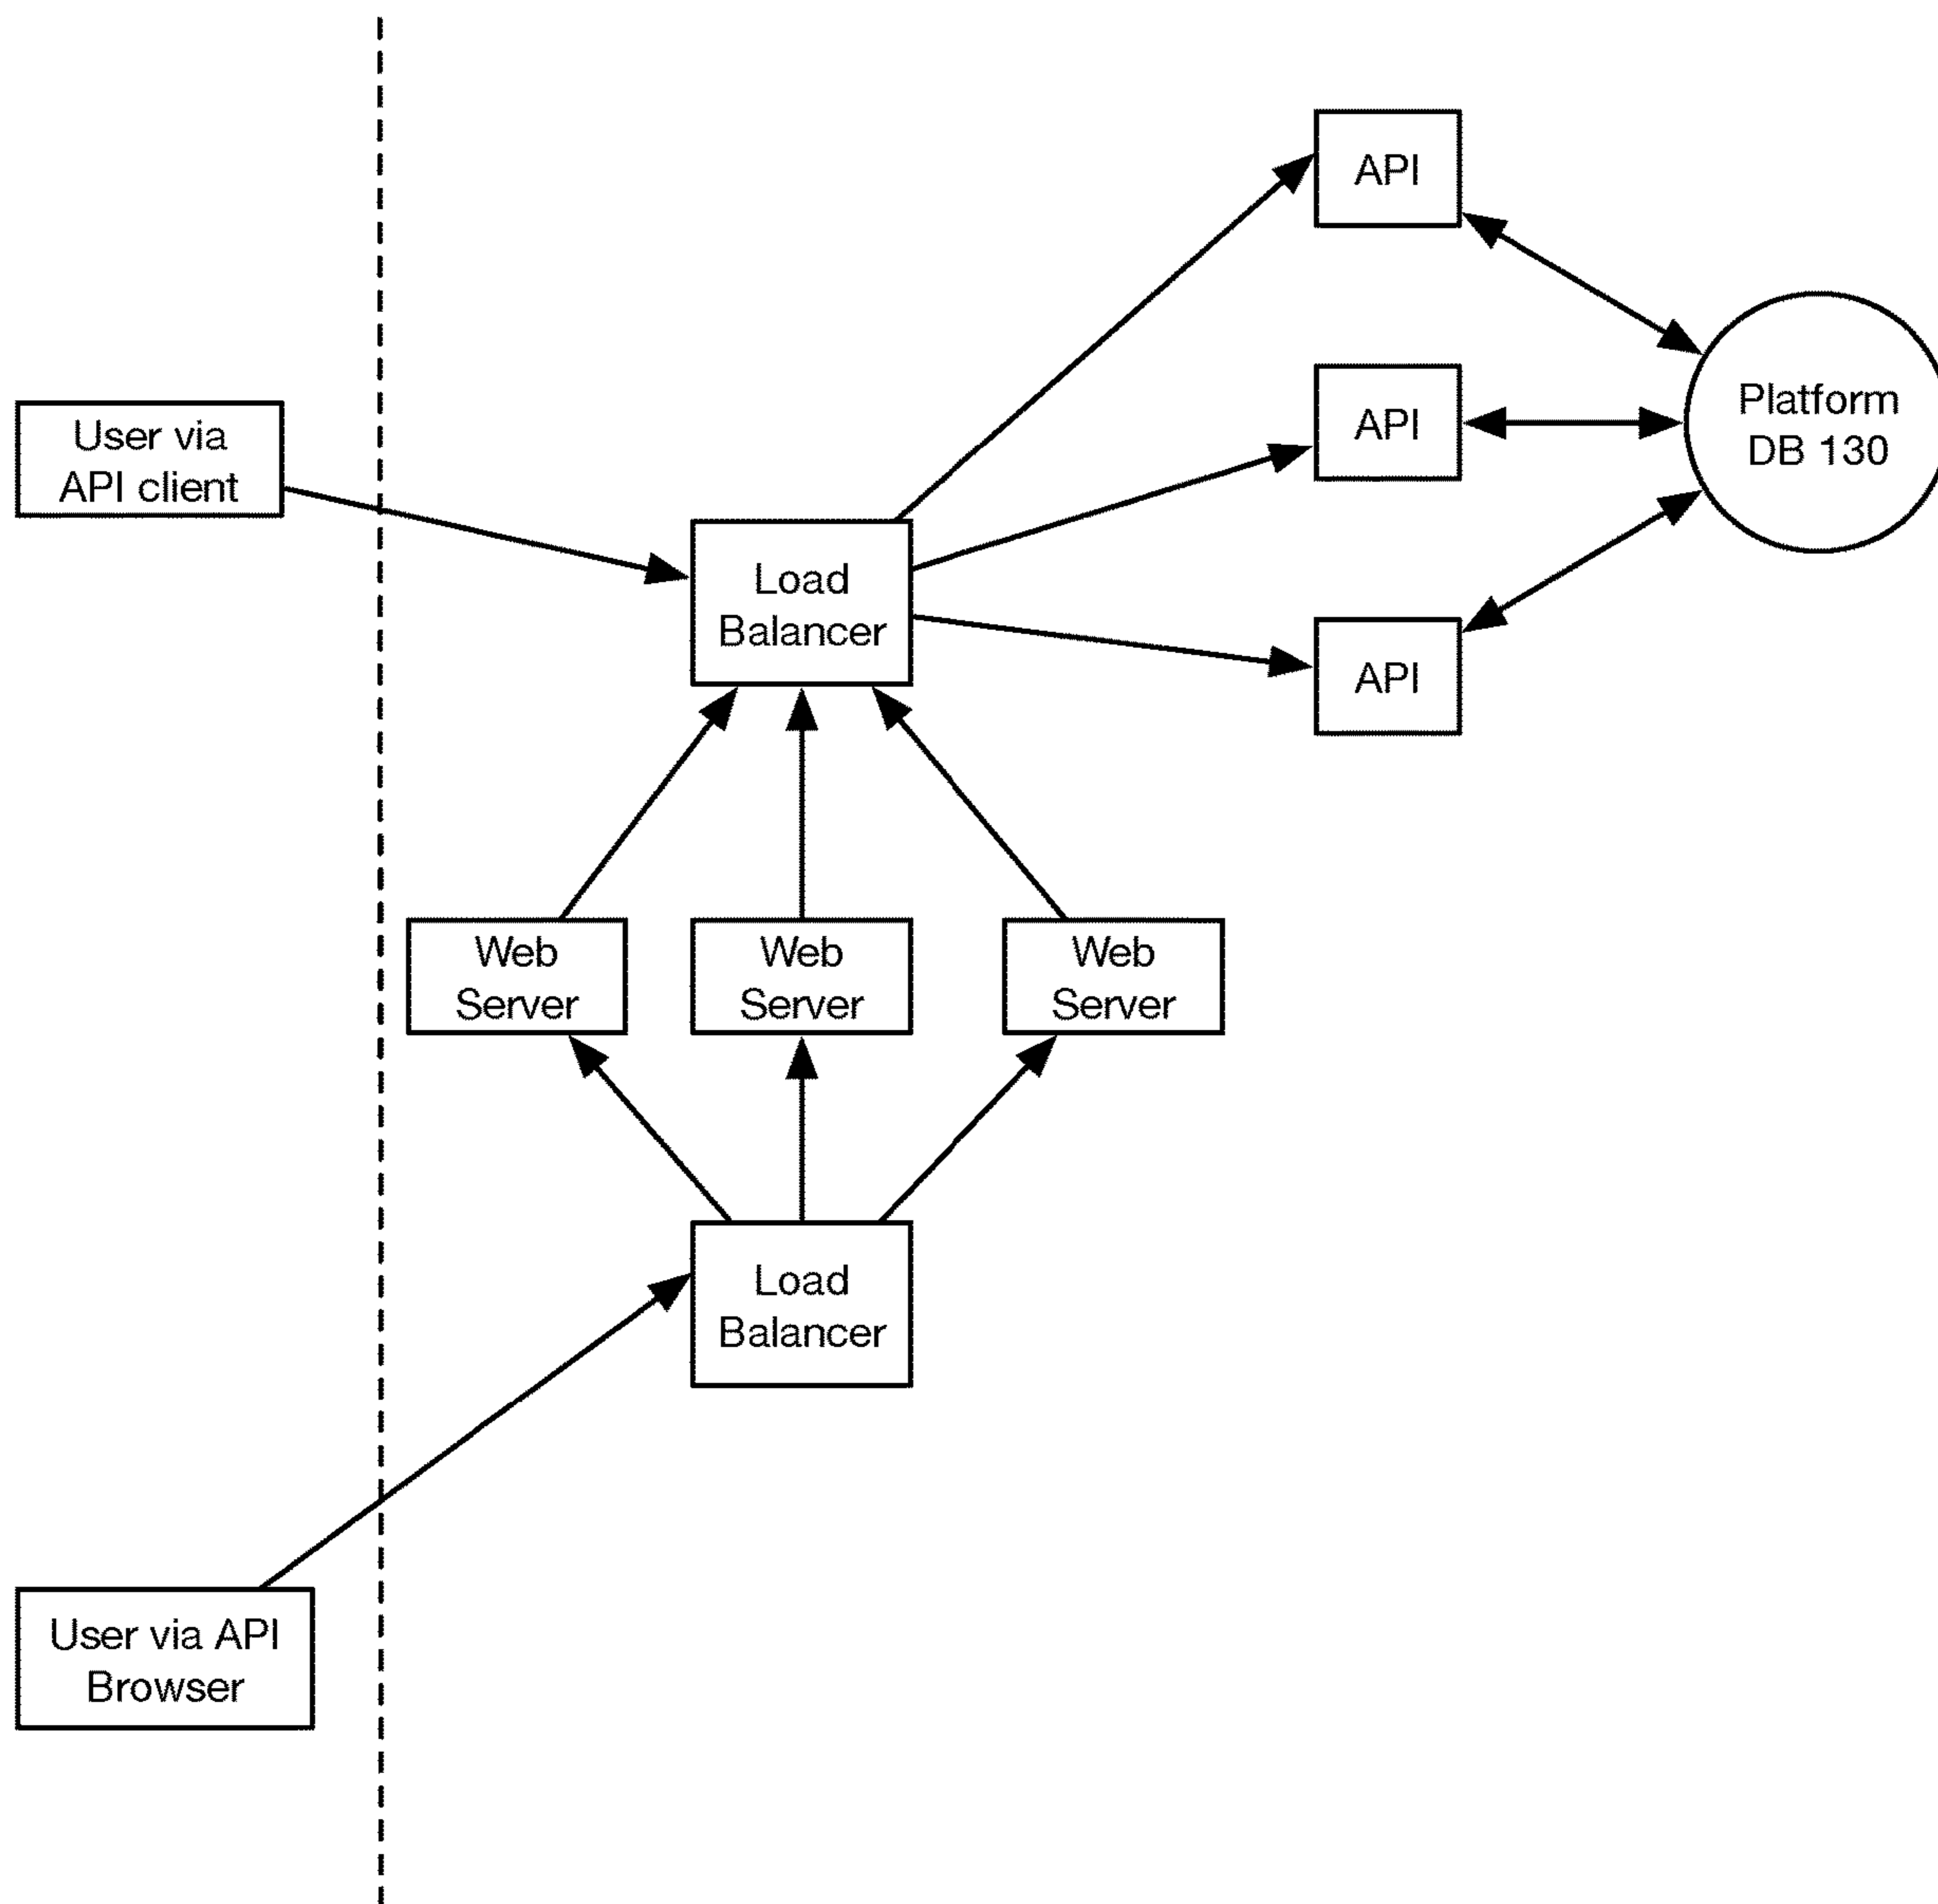 API
User via
API client
API
Platform
DB 130
Load
Balancer
API
Web
Server
Web
Server
Web
Server
Load
Balancer
User via API
Browser